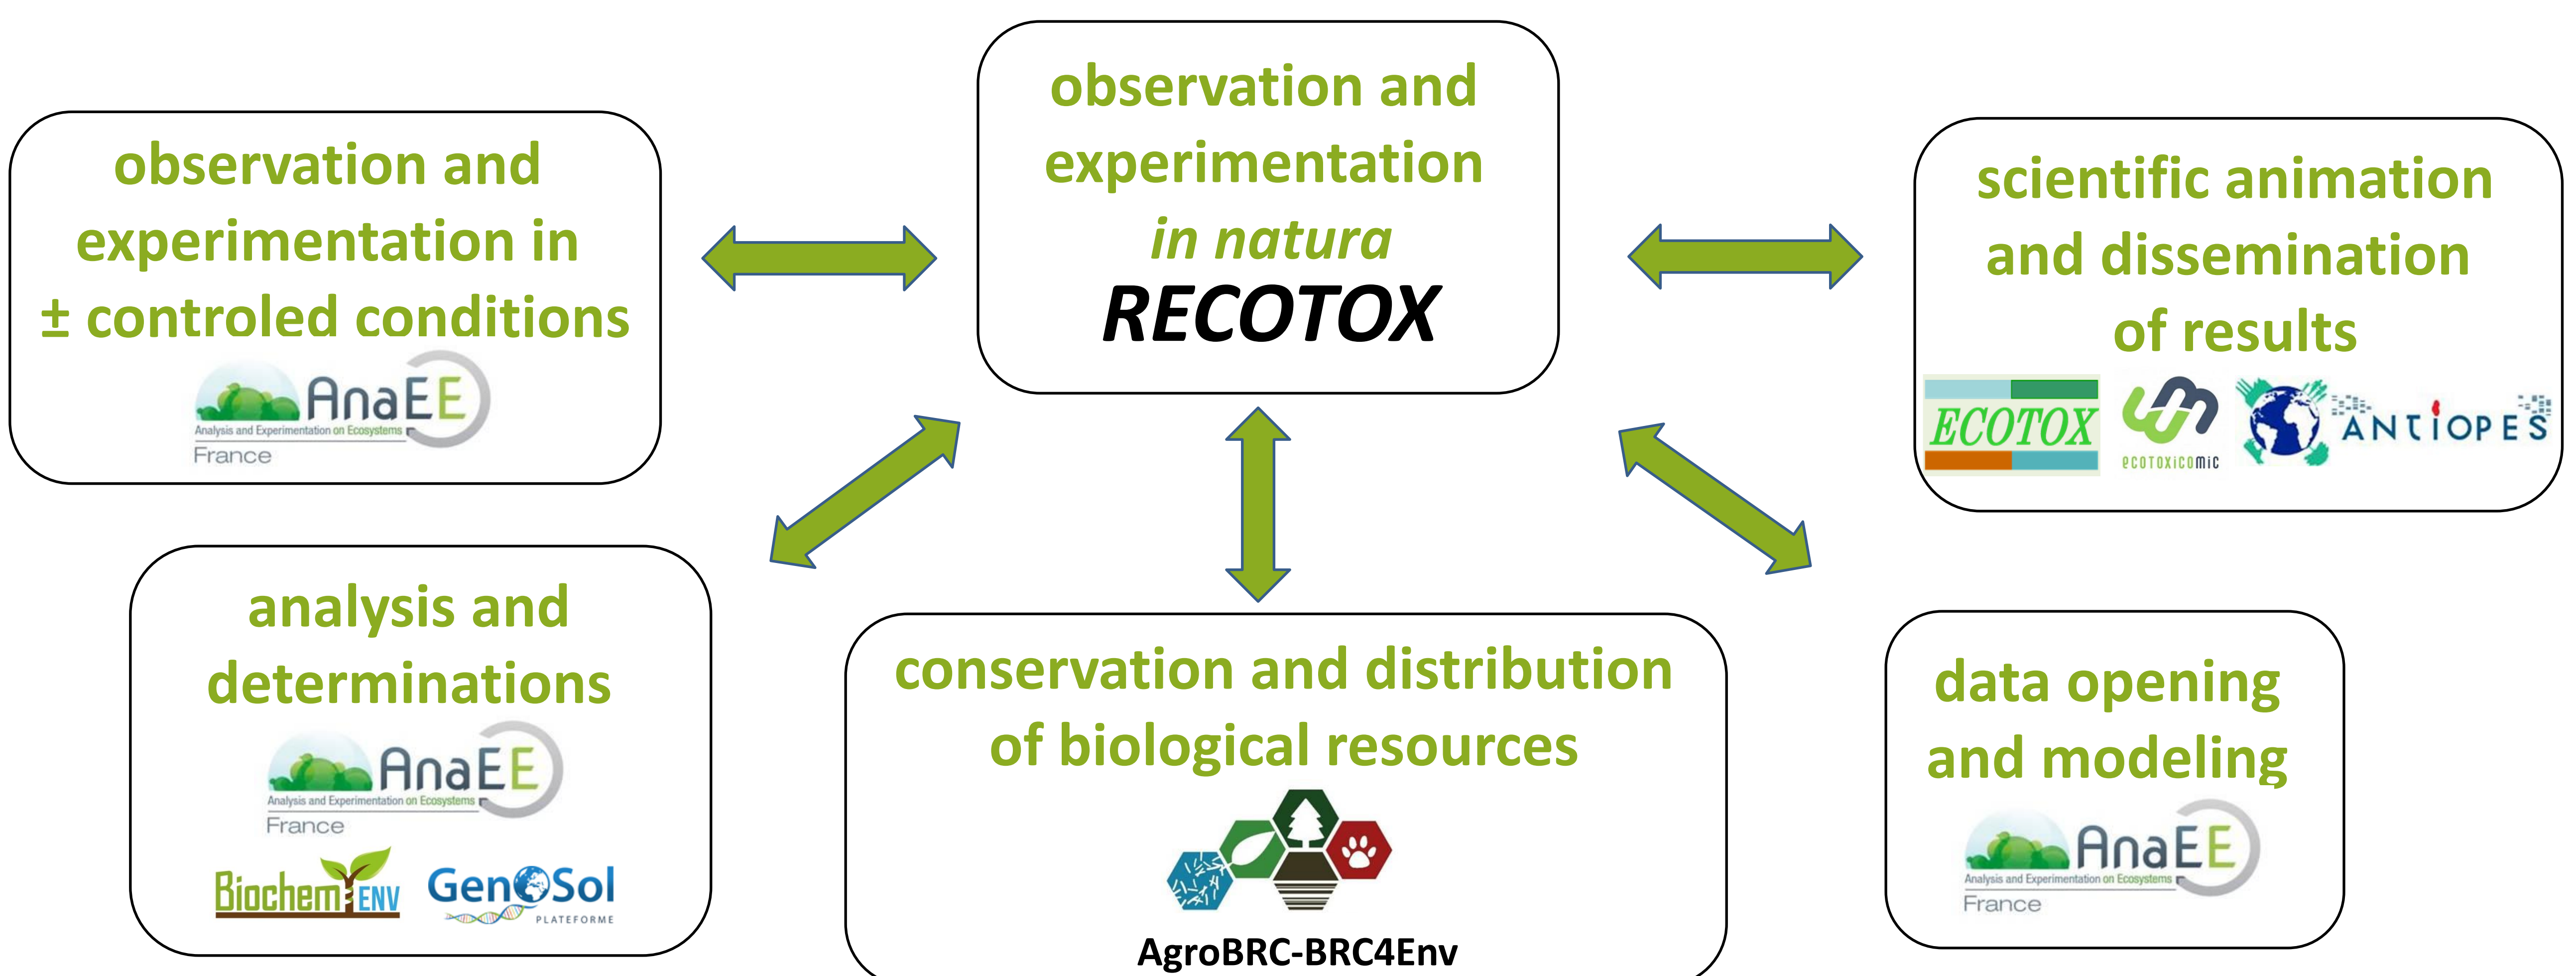 observation and
experimentation in
± controled conditions
AnaEE
Analysis and Experimentation on Ecosystems
France
observation and
experimentation
in natura
RECOTOX
scientific animation
and dissemination
of results
ECOTOX
ecotoxicomic
ANTIOPES
analysis and
determinations
AnaEE
Analysis and Experimentation on Ecosystems
France
Biochem ENV
GenoSol
PLATEFORME
conservation and distribution
of biological resources
AgroBRC-BRC4Env
data opening
and modeling
AnaEE
Analysis and Experimentation on Ecosystems
France